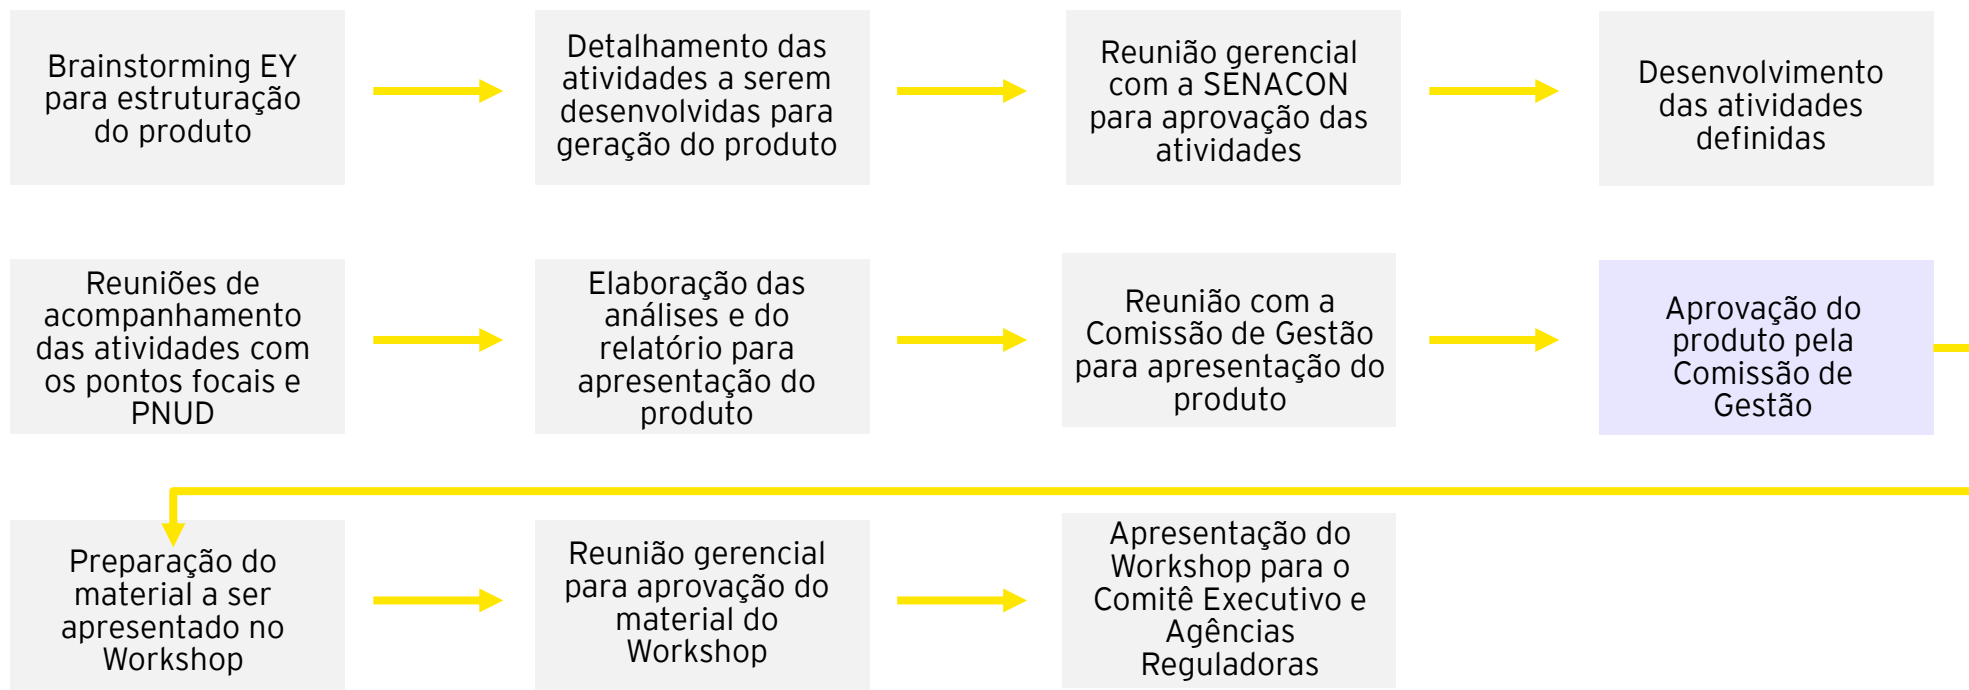 Brainstorming EY
para estruturação
do produto
Detalhamento das
atividades a serem
desenvolvidas para
geração do produto
Reunião gerencial
com a SENACON
para aprovação das
atividades
Desenvolvimento
das atividades
definidas
Reuniões de
acompanhamento
das atividades com
os pontos focais e
PNUD
Elaboração das
análises e do
relatório para
apresentação do
produto
Reunião com a
Comissão de Gestão
para apresentação do
produto
Aprovação do
produto pela
Comissão de
Gestão
Preparação do
material a ser
apresentado no
Workshop
Reunião gerencial
para aprovação do
material do
Workshop
Apresentação do
Workshop para o
Comitê Executivo e
Agências
Reguladoras